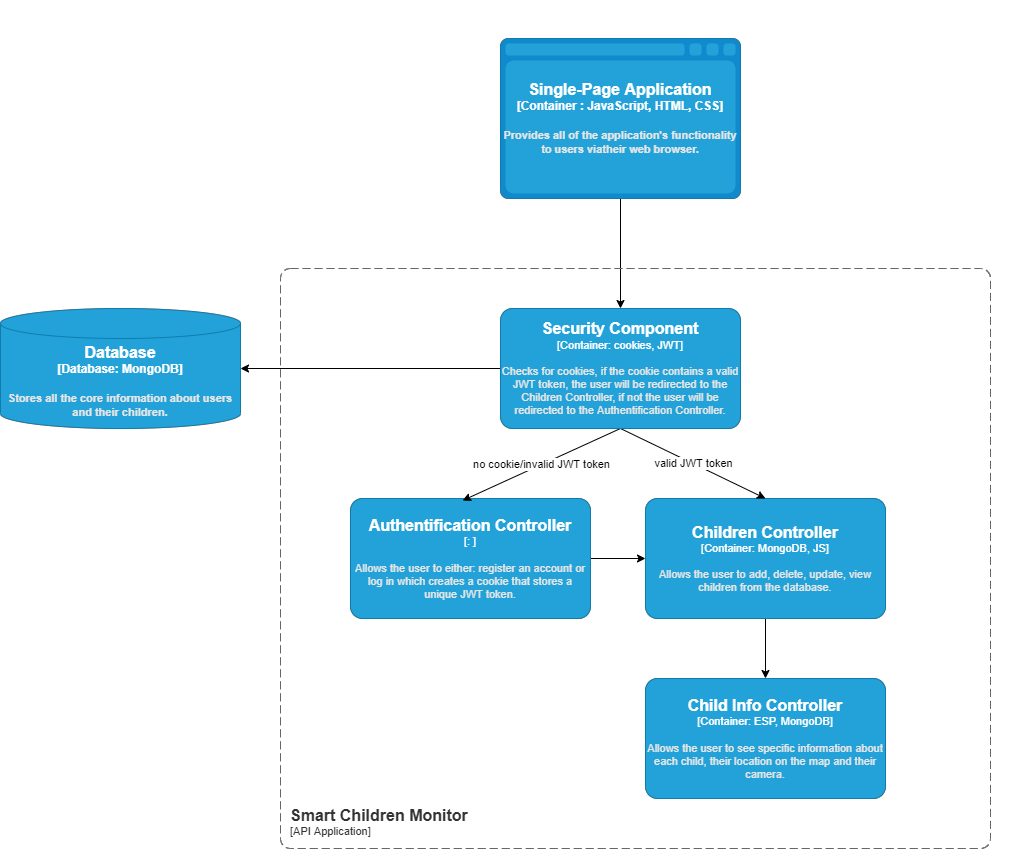 Single-Page Application
[Container : JavaScript, HTML, CSS]
Provides all of the application's functionality
to users viatheir web browser.
Security Component
[Container: cookies, JWT]
Checks for cookies, if the cookie contains a valid
JWT token, the user will be redirected to the
Children Controller, if not the user will be
redirected to the Authentification Controller.
Database
[Database: MongoDB]
Stores all the core information about users
and their children.
no cookie/invalid JWT token
valid JWT token
Authentification Controller
[: ]
Allows the user to either: register an account or
log in which creates a cookie that stores a
unique JWT token.
Children Controller
[Container: MongoDB, JS]
Allows the user to add, delete, update, view
children from the database.
Child Info Controller
[Container: ESP, MongoDB]
Allows the user to see specific information about
each child, their location on the map and their
camera.
Smart Children Monitor
[API Application]